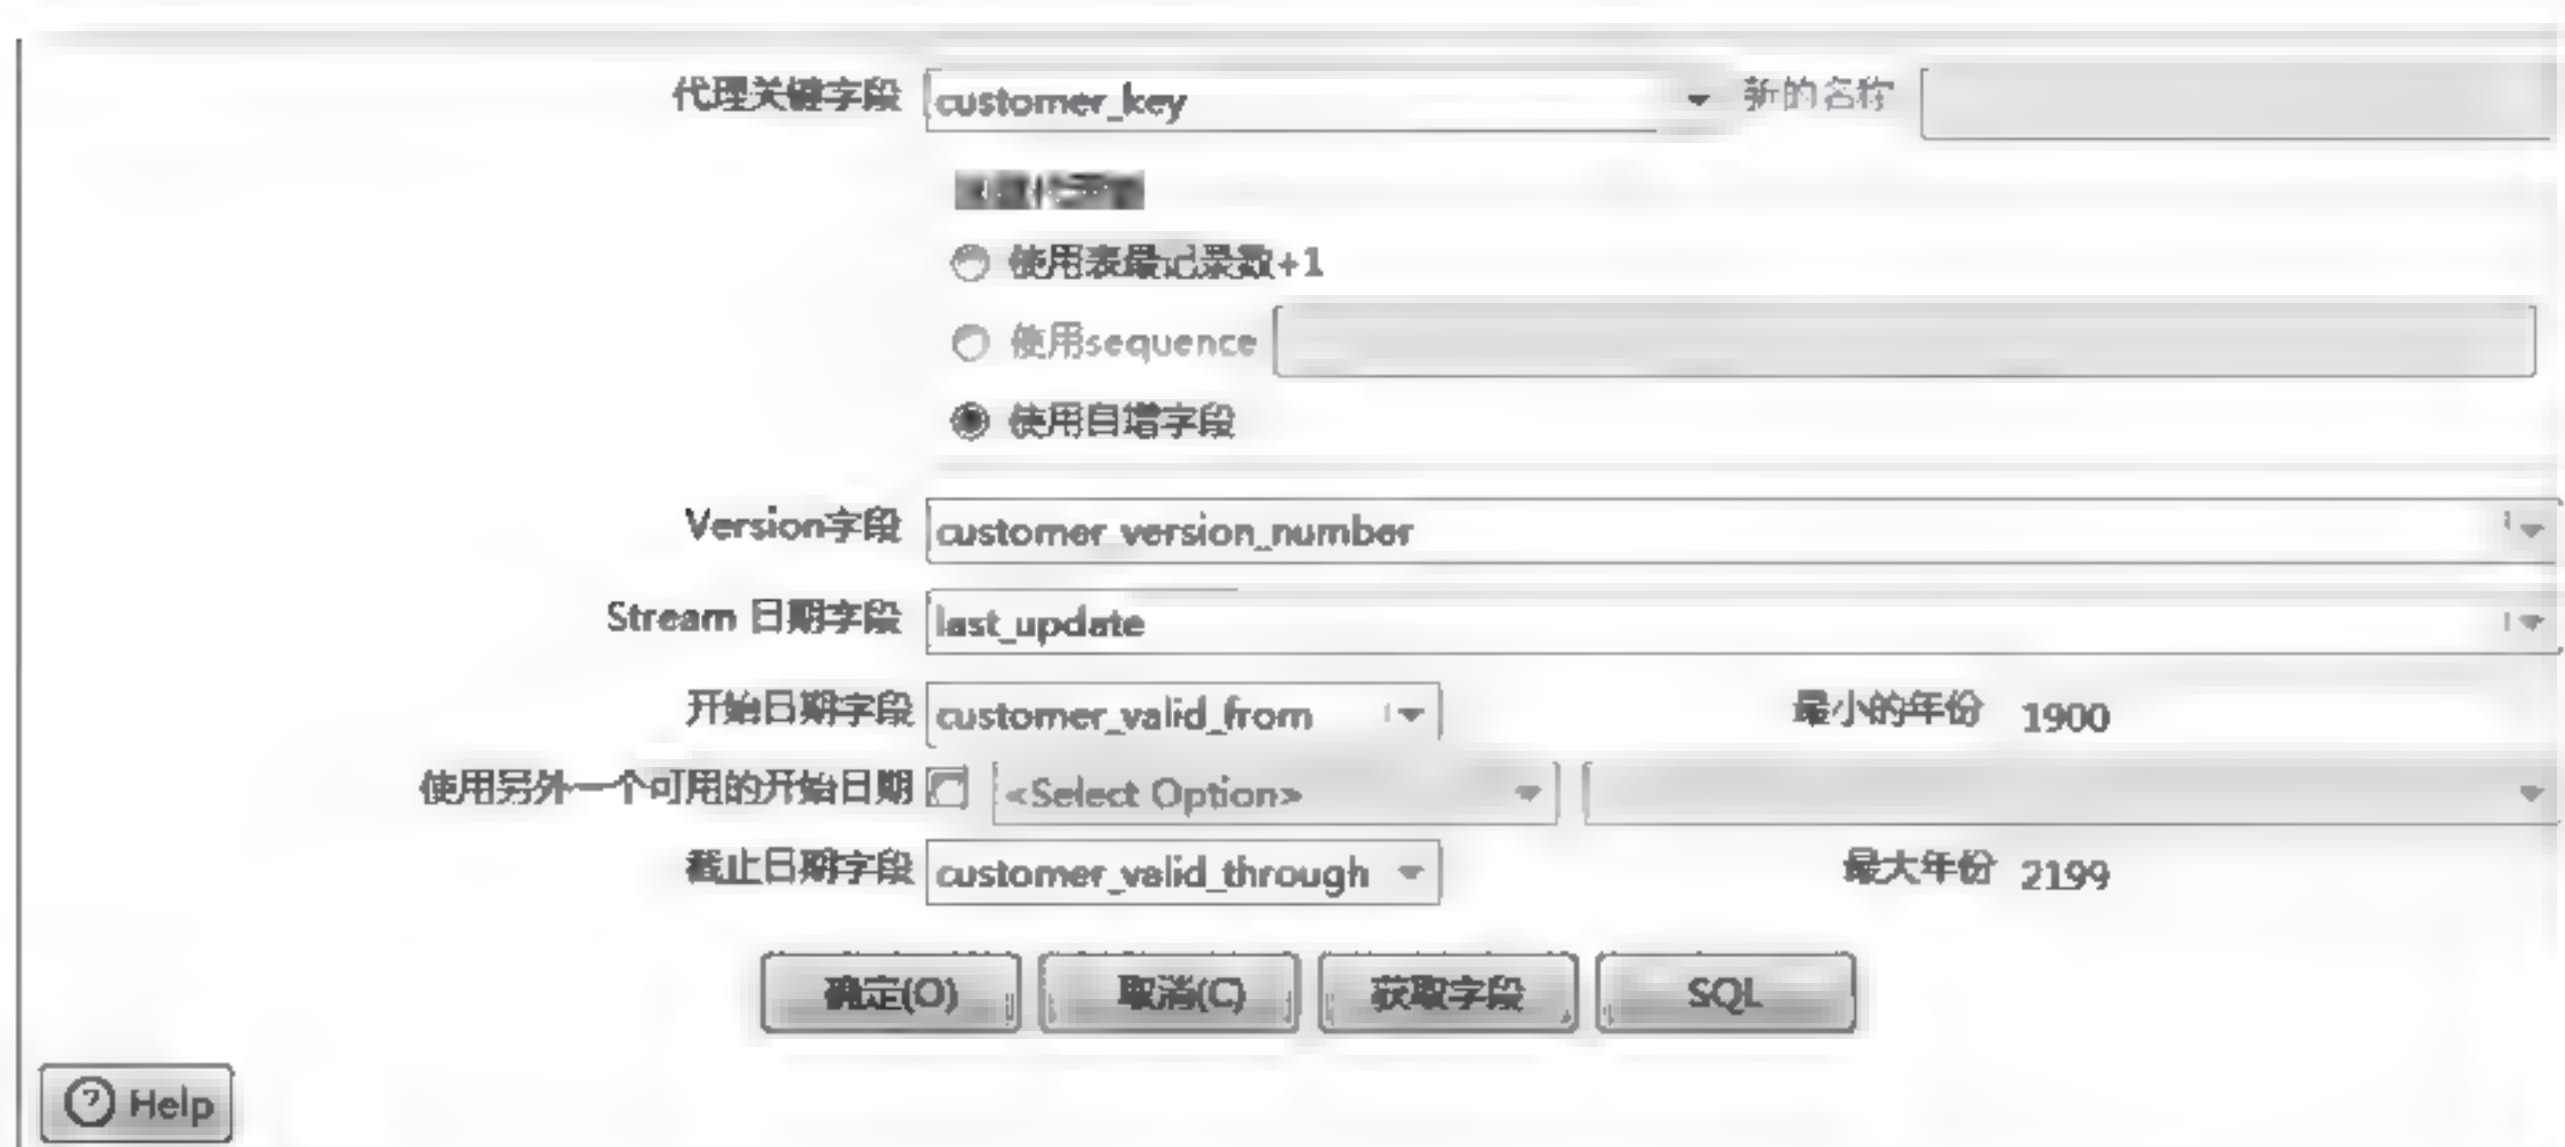 代理关键字段 customer_key 新的名称
使用表最记录数+1
使用sequence
使用自增字段
Version字段 customer_version_number
Stream 日期字段 last_update
开始日期字段 customer_valid_from 最小的年份 1900
使用另外一个可用的开始日期 <Select Option>
截止日期字段 customer_valid_through 最大年份 2199
确定(O) 取消(C) 获取字段 SQL
Help